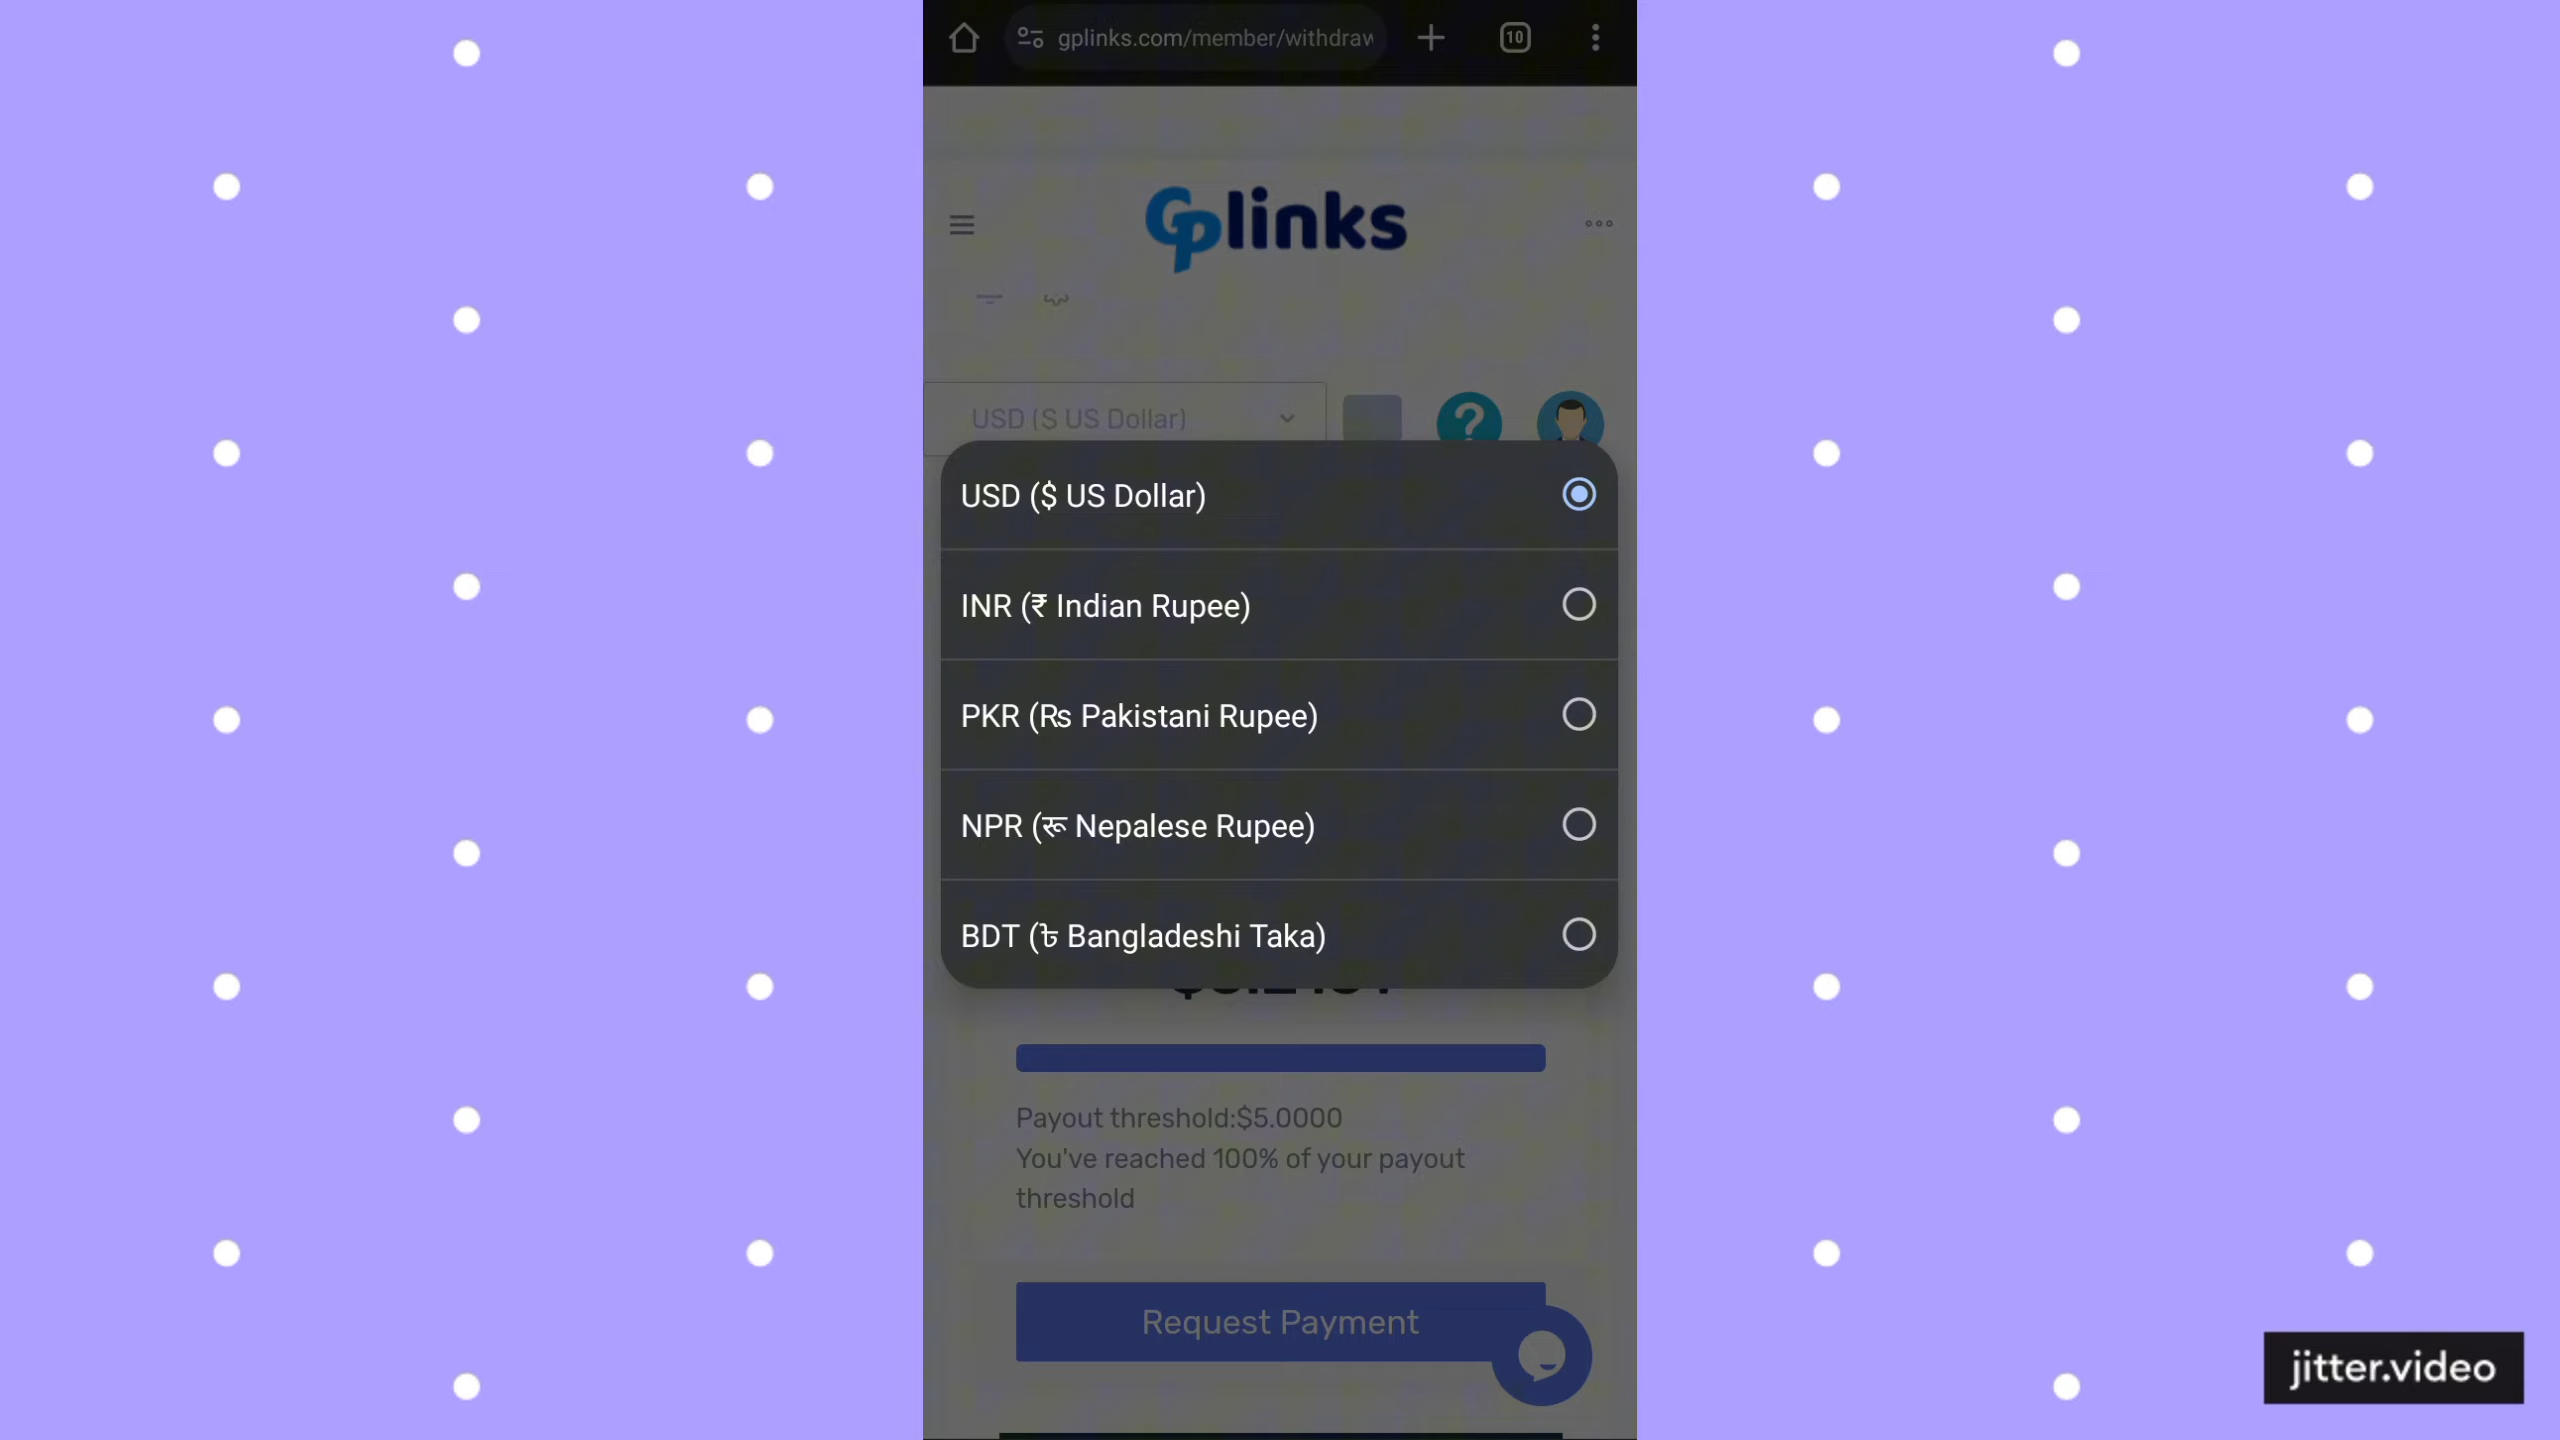 10
gplinks.com/member/withdraw
Gplinks
USD ($ US Dollar)
USD ($ US Dollar)
INR (₹ Indian Rupee)
PKR (₨ Pakistani Rupee)
NPR (रू Nepalese Rupee)
BDT (৳ Bangladeshi Taka)
Payout threshold:$5.0000
You've reached 100% of your payout
threshold
Request Payment
jitter.video